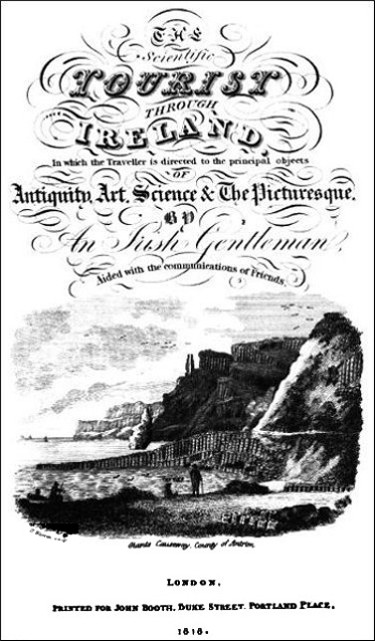 THE
Scientific
TOURIST
THROUGH
IRELAND,
In which the Traveller is directed to the principal objects
OF
Antiquity, Art, Science & The Picturesque.
BY
An Irish Gentleman,
Aided with the communications of Friends.
Giants Causeway, County of Antrim
LONDON,
PRINTED FOR JOHN BOOTH, DUKE STREET, PORTLAND PLACE,
1818.